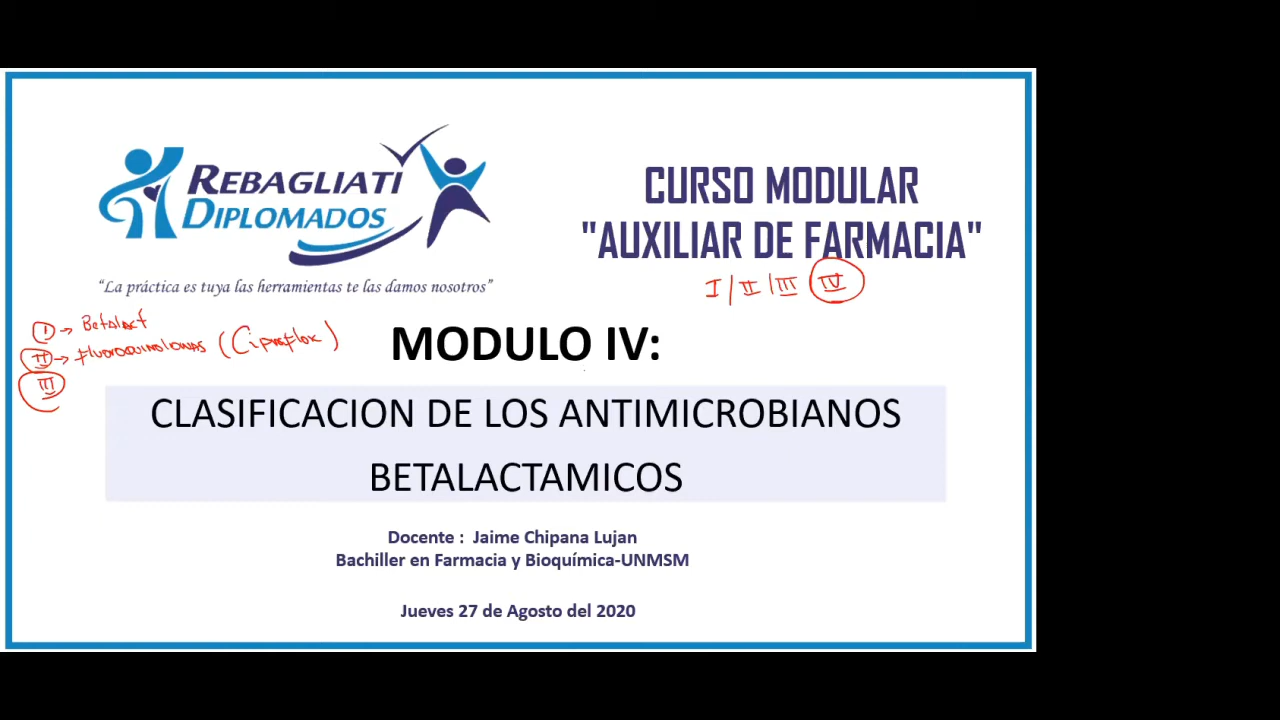 REBAGLIATI
DIPLOMADOS
“La práctica es tuya las herramientas te las damos nosotros”
CURSO MODULAR
"AUXILIAR DE FARMACIA"
I / II / III IV
I → Betalact
II → Fluoroquinolonas (Ciproflox)
III
MODULO IV:
CLASIFICACION DE LOS ANTIMICROBIANOS
BETALACTAMICOS
Docente : Jaime Chipana Lujan
Bachiller en Farmacia y Bioquímica-UNMSM
Jueves 27 de Agosto del 2020